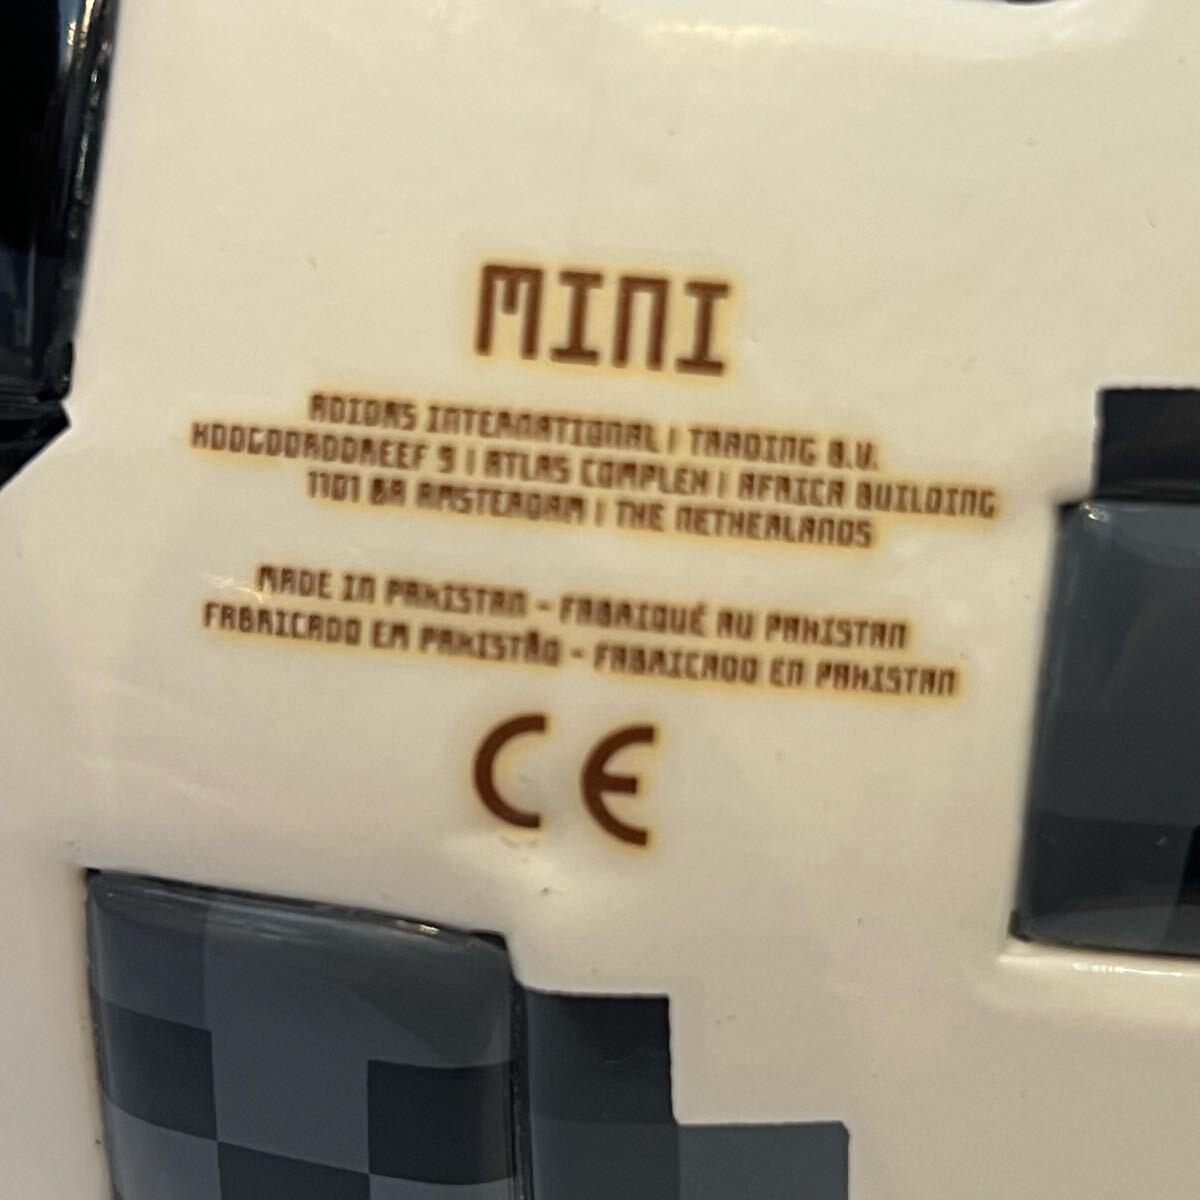 MINI
ADIDAS INTERNATIONAL | TRADING B.V.
HOOGOORDDREEF 9 | ATLAS COMPLEX | AFRICA BUILDING
1101 BA AMSTERDAM | THE NETHERLANDS
MADE IN PAKISTAN - FABRIQUÉ AU PAKISTAN
FABRICADO EM PAKISTÃO - FABRICADO EN PAKISTAN
CE